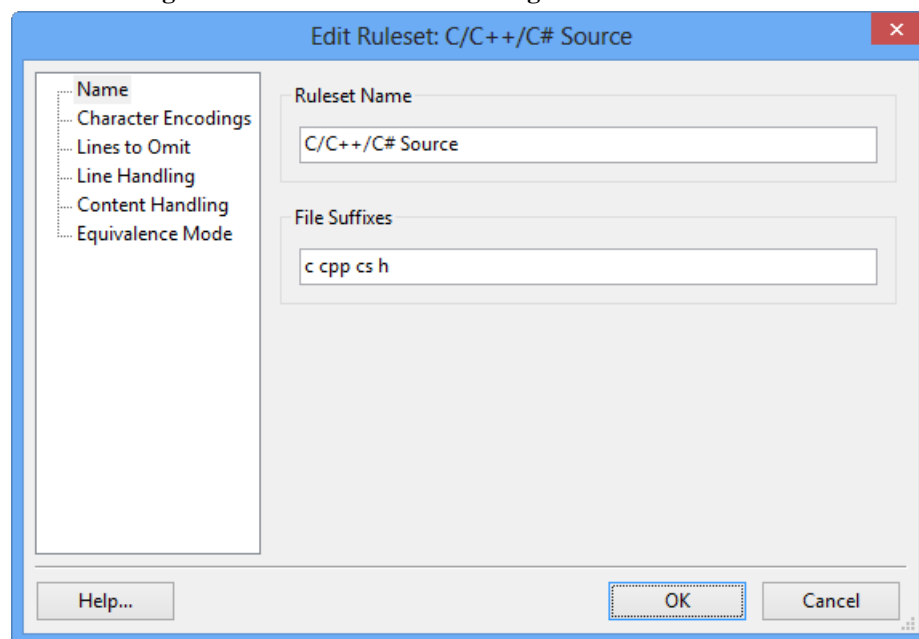 Edit Ruleset: C/C++/C# Source
Name
Character Encodings
Lines to Omit
Line Handling
Content Handling
Equivalence Mode
Ruleset Name
C/C++/C# Source
File Suffixes
c cpp cs h
Help...
OK
Cancel